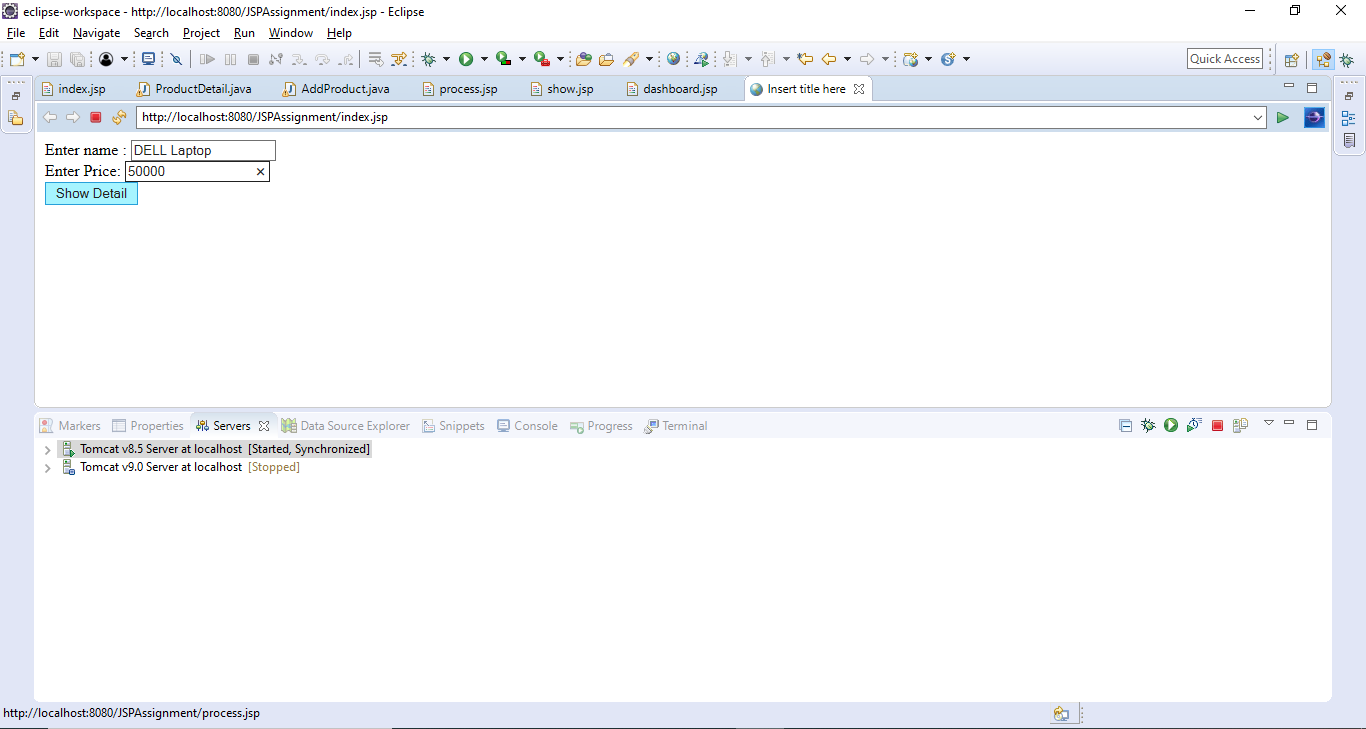 eclipse-workspace - http://localhost:8080/JSPAssignment/index.jsp - Eclipse
File Edit Navigate Search Project Run Window Help
Quick Access
index.jsp ProductDetail.java AddProduct.java process.jsp show.jsp dashboard.jsp Insert title here
http://localhost:8080/JSPAssignment/index.jsp
Enter name : DELL Laptop
Enter Price: 50000
Show Detail
Markers Properties Servers Data Source Explorer Snippets Console Progress Terminal
Tomcat v8.5 Server at localhost [Started, Synchronized]
Tomcat v9.0 Server at localhost [Stopped]
http://localhost:8080/JSPAssignment/process.jsp